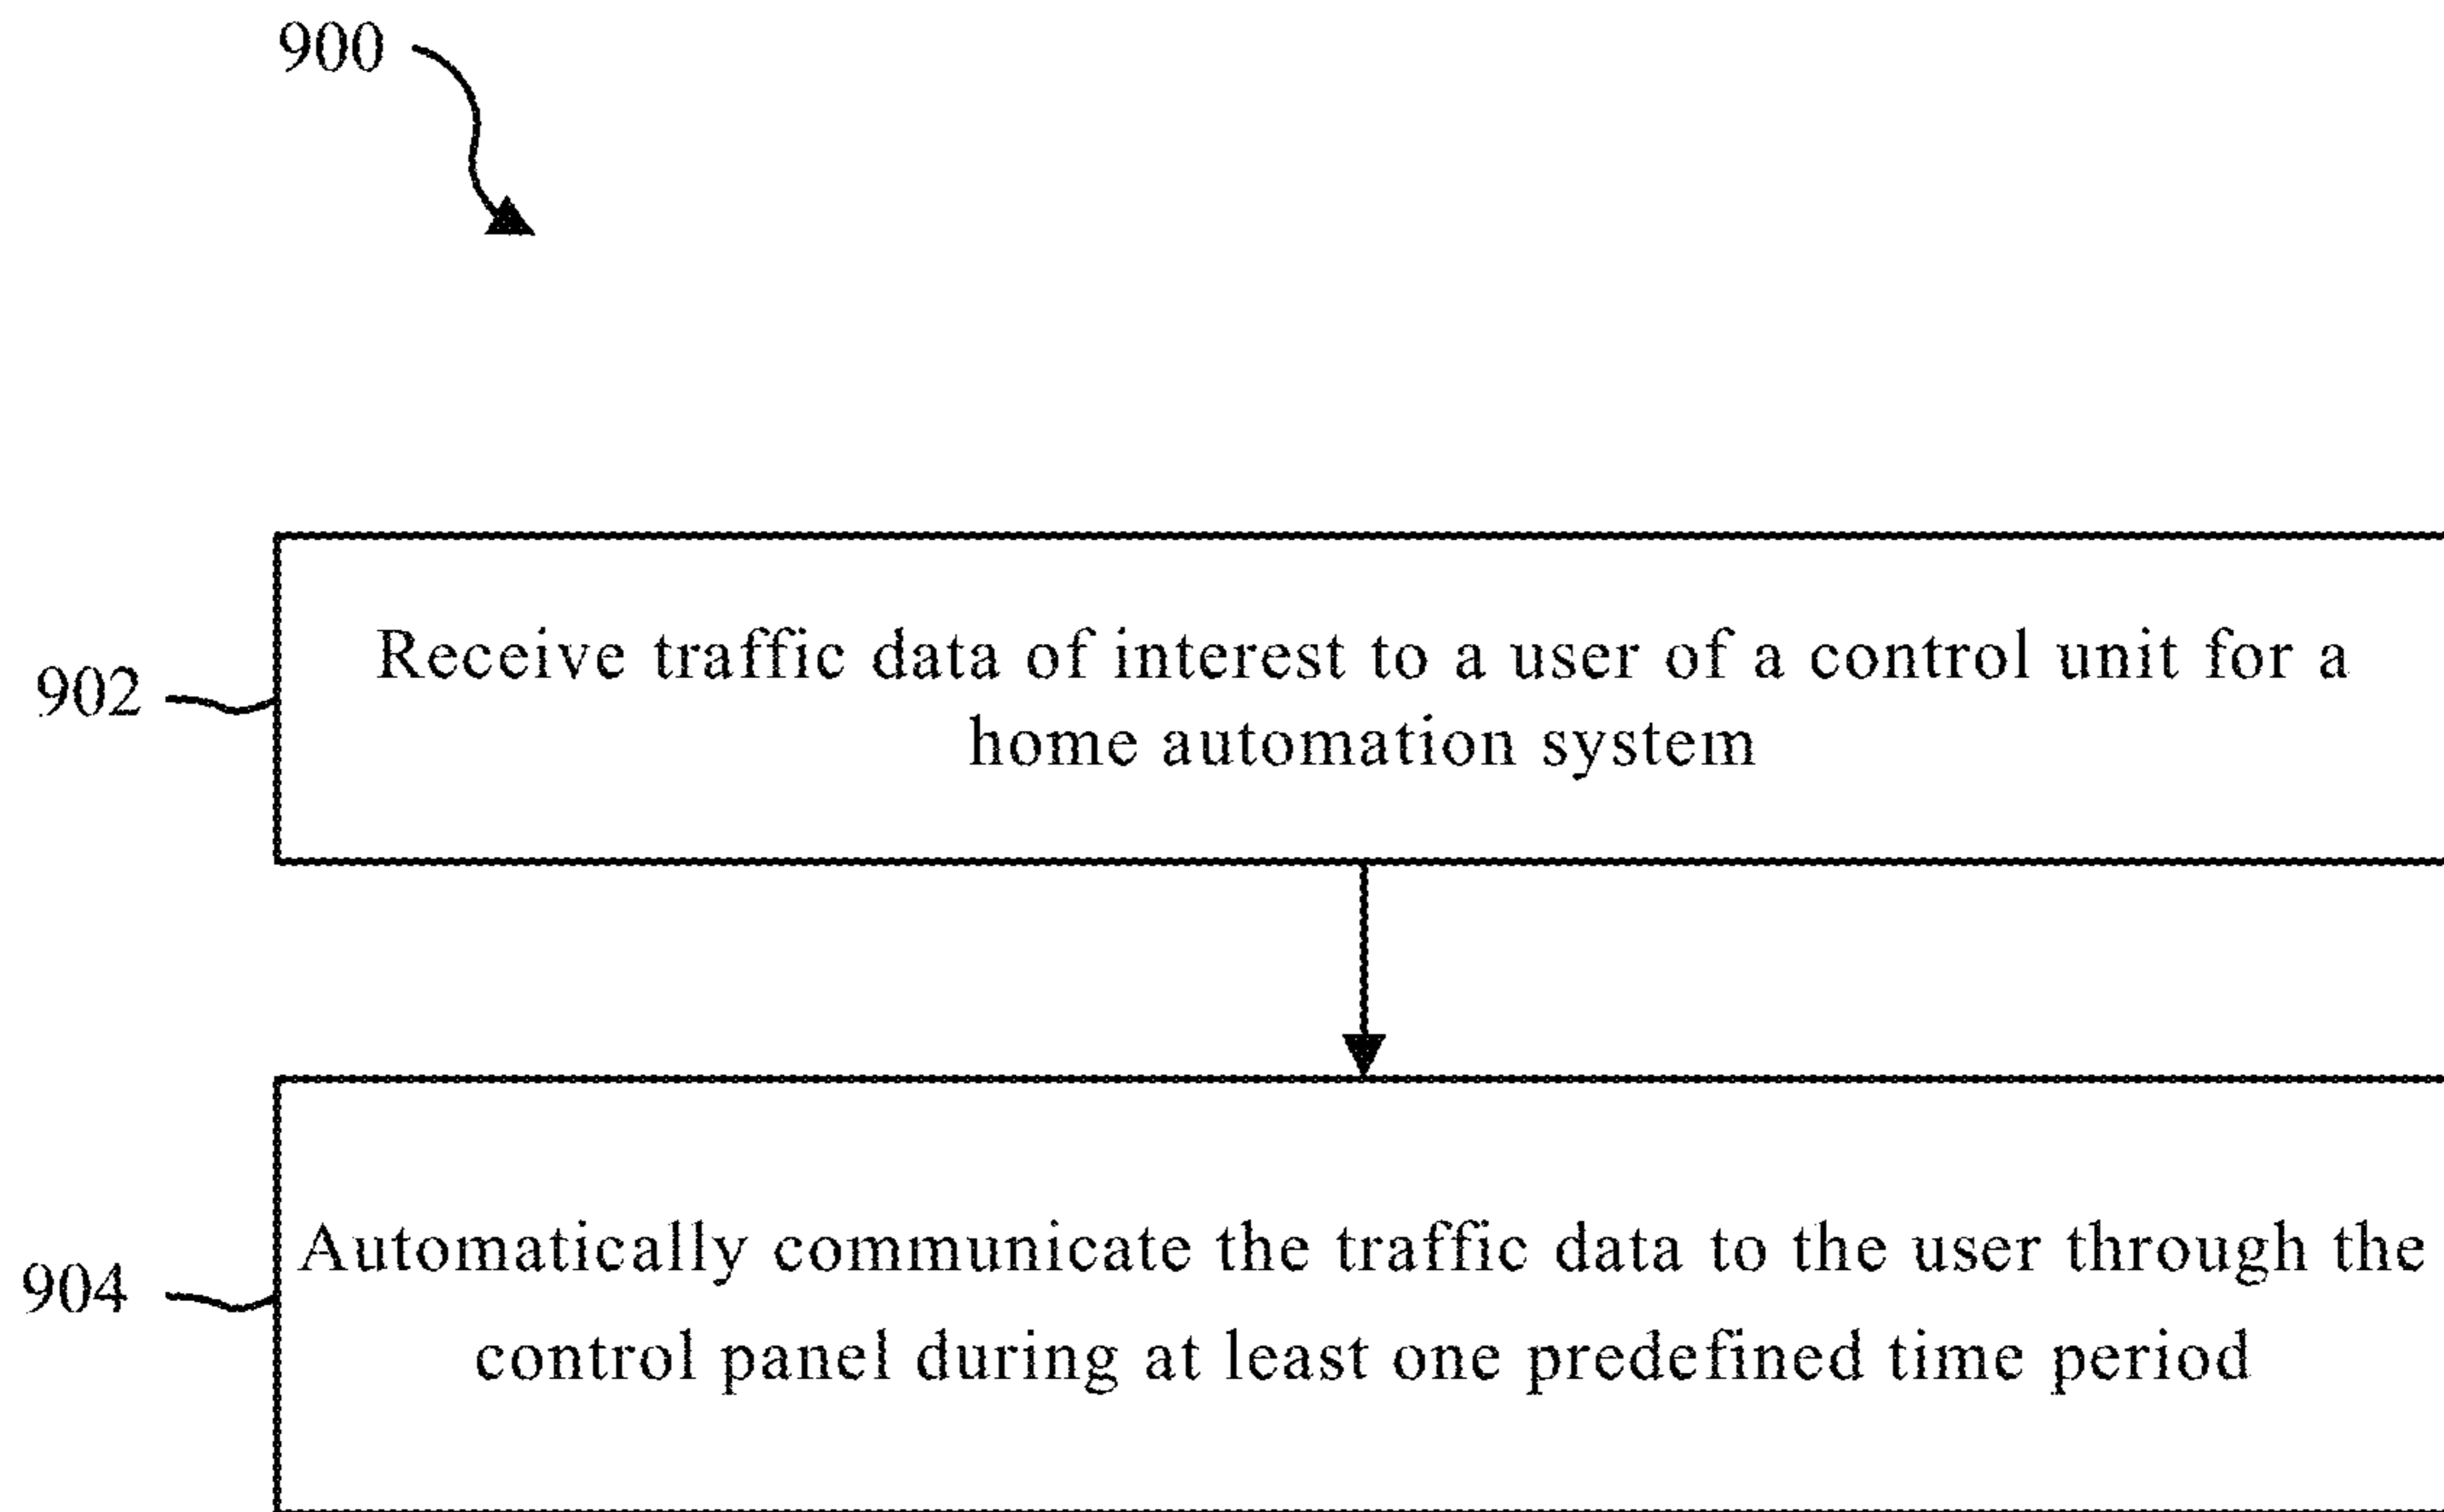 900
902
Receive traffic data of interest to a user of a control unit for a
home automation system
904
Automatically communicate the traffic data to the user through the
control panel during at least one predefined time period